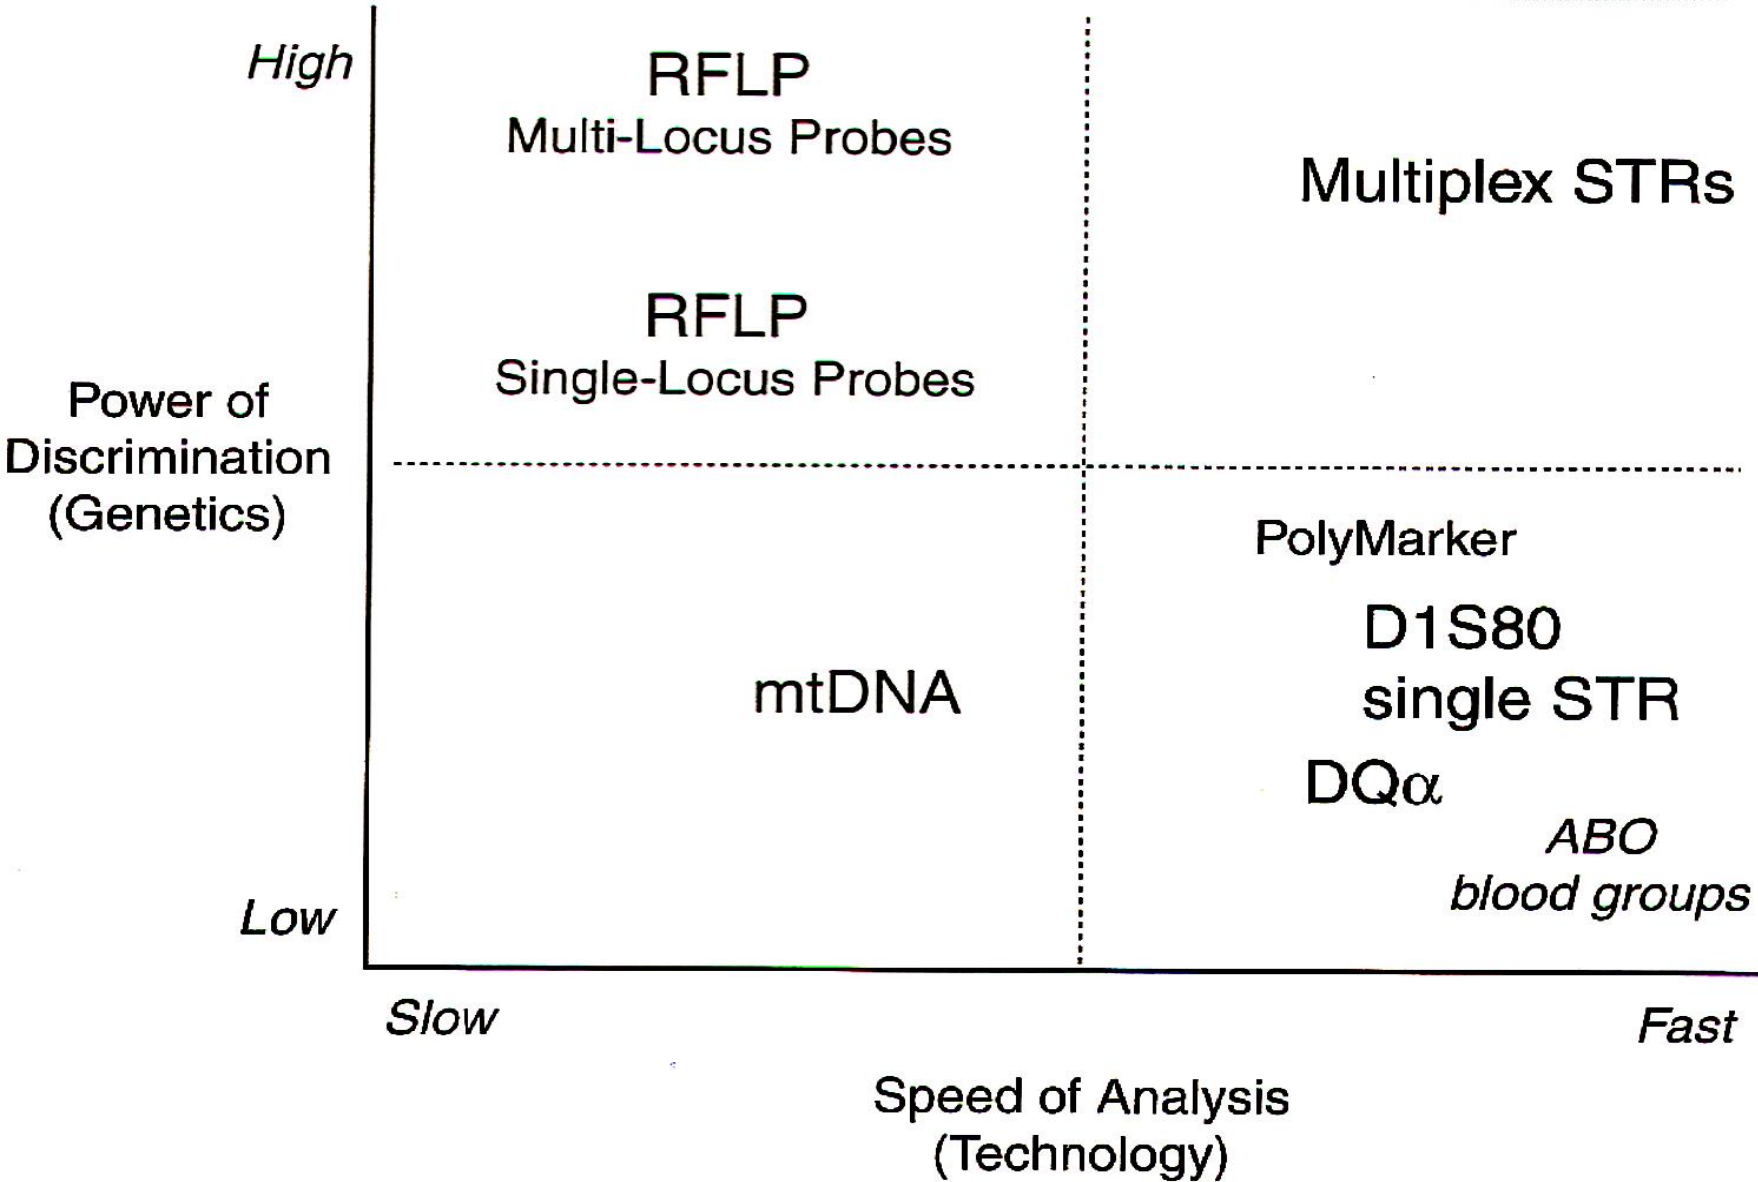 High
RFLP
Multi-Locus Probes
Multiplex STRs
RFLP
Single-Locus Probes
Power of
Discrimination
(Genetics)
PolyMarker
D1S80
single STR
mtDNA
DQα
ABO
blood groups
Low
Slow
Fast
Speed of Analysis
(Technology)